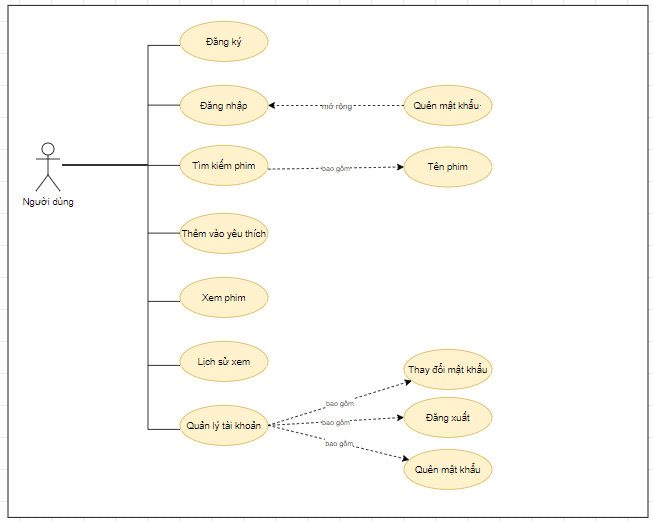 Đăng ký
Đăng nhập
mở rộng
Quên mật khẩu
Tìm kiếm phim
bao gồm
Tên phim
Người dùng
Thêm vào yêu thích
Xem phim
Lịch sử xem
Thay đổi mật khẩu
bao gồm
Quản lý tài khoản
bao gồm
Đăng xuất
bao gồm
Quên mật khẩu